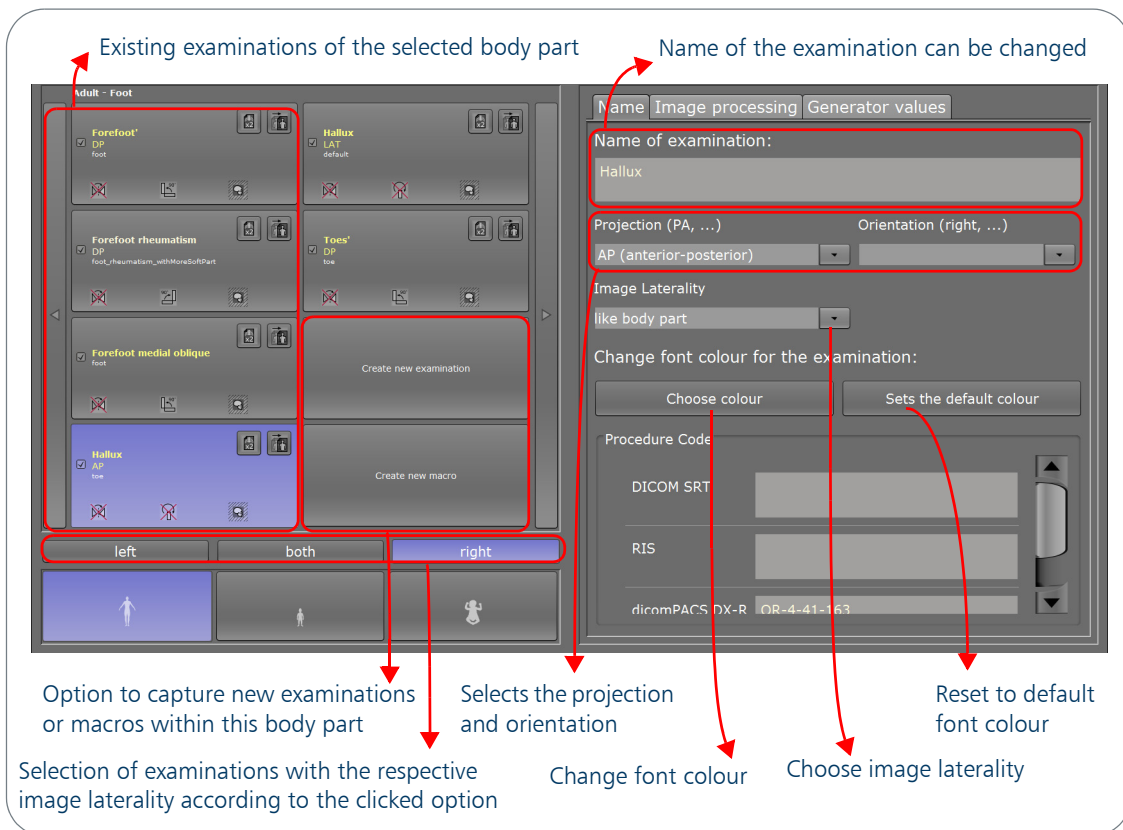 Existing examinations of the selected body part
Name of the examination can be changed
Adult - Foot
Forefoot'
DP
foot
Hallux
LAT
default
Forefoot rheumatism
DP
foot_rheumatism_withMoreSoftPart
Toes'
DP
toe
Forefoot medial oblique
foot
Create new examination
Hallux
AP
toe
Create new macro
left both right
Name Image processing Generator values
Name of examination:
Hallux
Projection (PA, ...) Orientation (right, ...)
AP (anterior-posterior)
Image Laterality
like body part
Change font colour for the examination:
Choose colour Sets the default colour
Procedure Code
DICOM SRT
RIS
dicomPACS DX-R OR-4-41-163
Option to capture new examinations
or macros within this body part
Selects the projection
and orientation
Reset to default
font colour
Selection of examinations with the respective
image laterality according to the clicked option
Change font colour
Choose image laterality